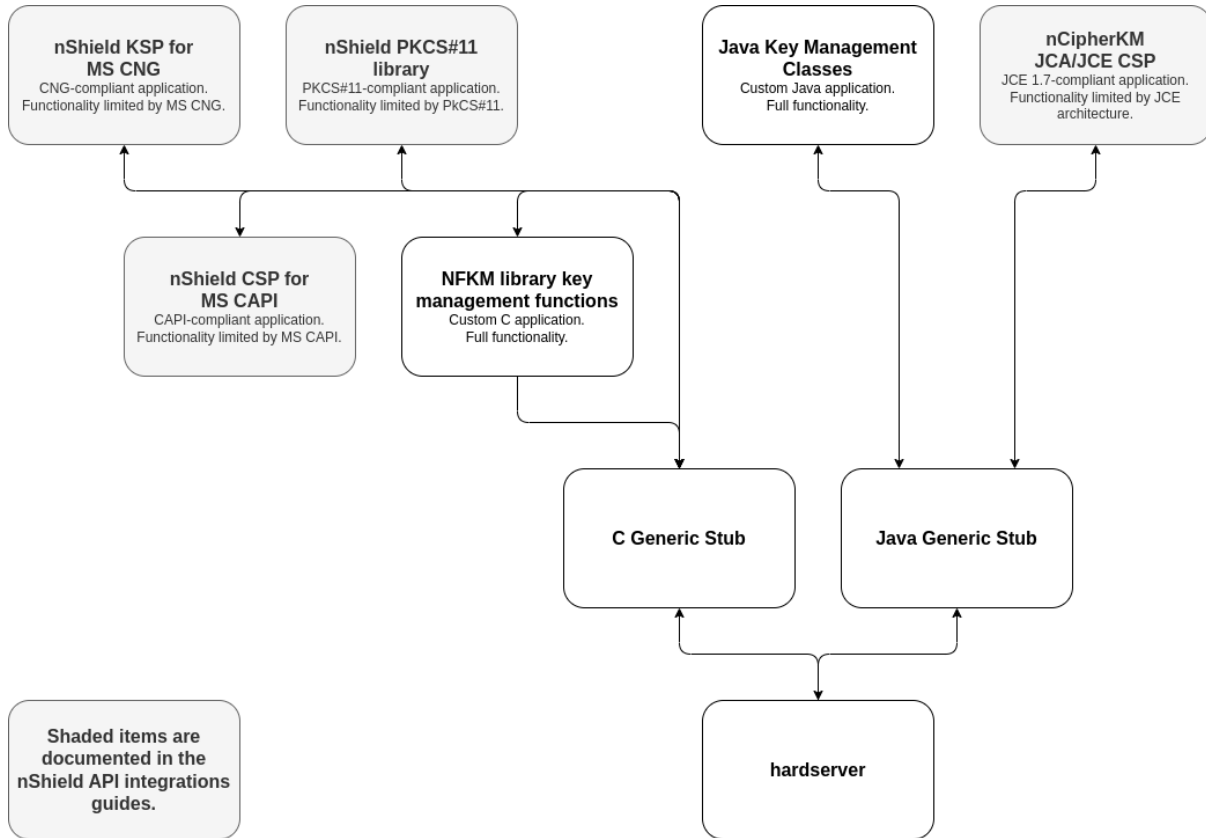 nShield KSP for
MS CNG
CNG-compliant application.
Functionality limited by MS CNG.
nShield PKCS#11
library
PKCS#11-compliant application.
Functionality limited by PkCS#11.
Java Key Management
Classes
Custom Java application.
Full functionality.
nCipherKM
JCA/JCE CSP
JCE 1.7-compliant application.
Functionality limited by JCE
architecture.
nShield CSP for
MS CAPI
CAPI-compliant application.
Functionality limited by MS CAPI.
NFKM library key
management functions
Custom C application.
Full functionality.
C Generic Stub
Java Generic Stub
Shaded items are
documented in the
nShield API integrations
guides.
hardserver